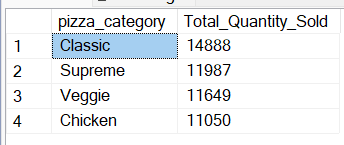 pizza_category Total_Quantity_Sold
1 Classic 14888
2 Supreme 11987
3 Veggie 11649
4 Chicken 11050